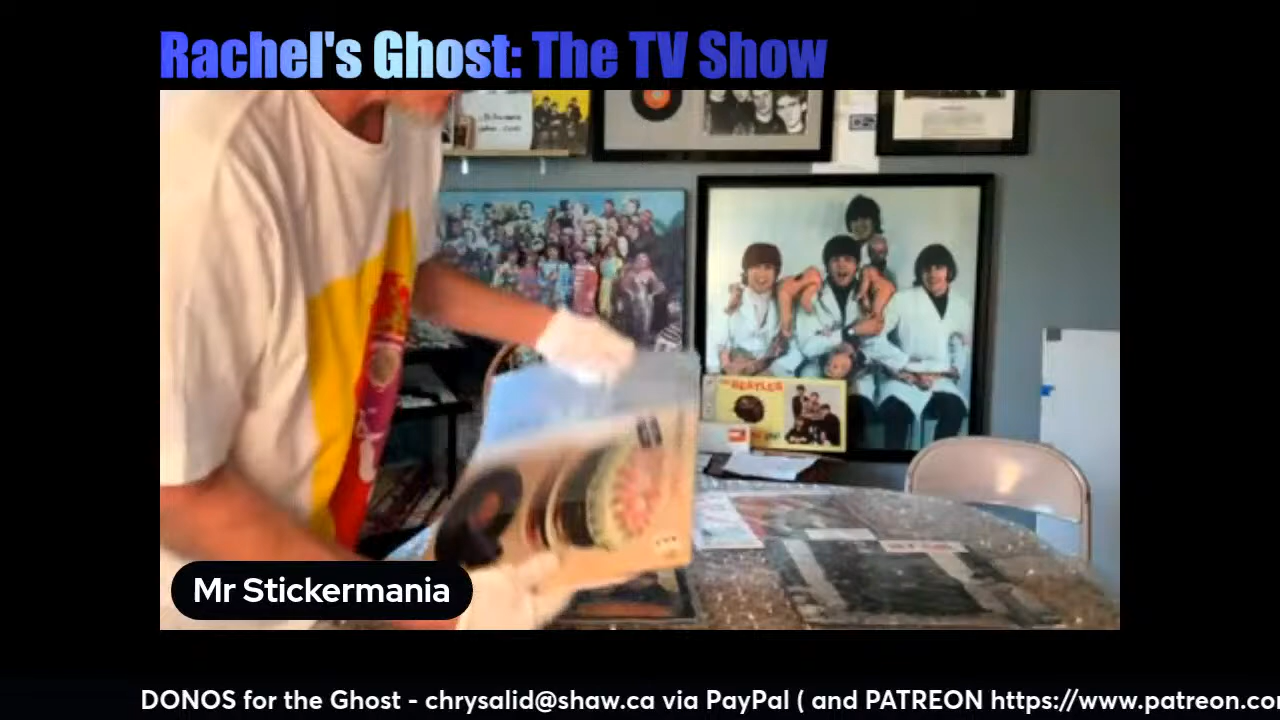 Rachel's Ghost: The TV Show
THE BEATLES
Mr Stickermania
DONOS for the Ghost - chrysalid@shaw.ca via PayPal ( and PATREON https://www.patreon.co